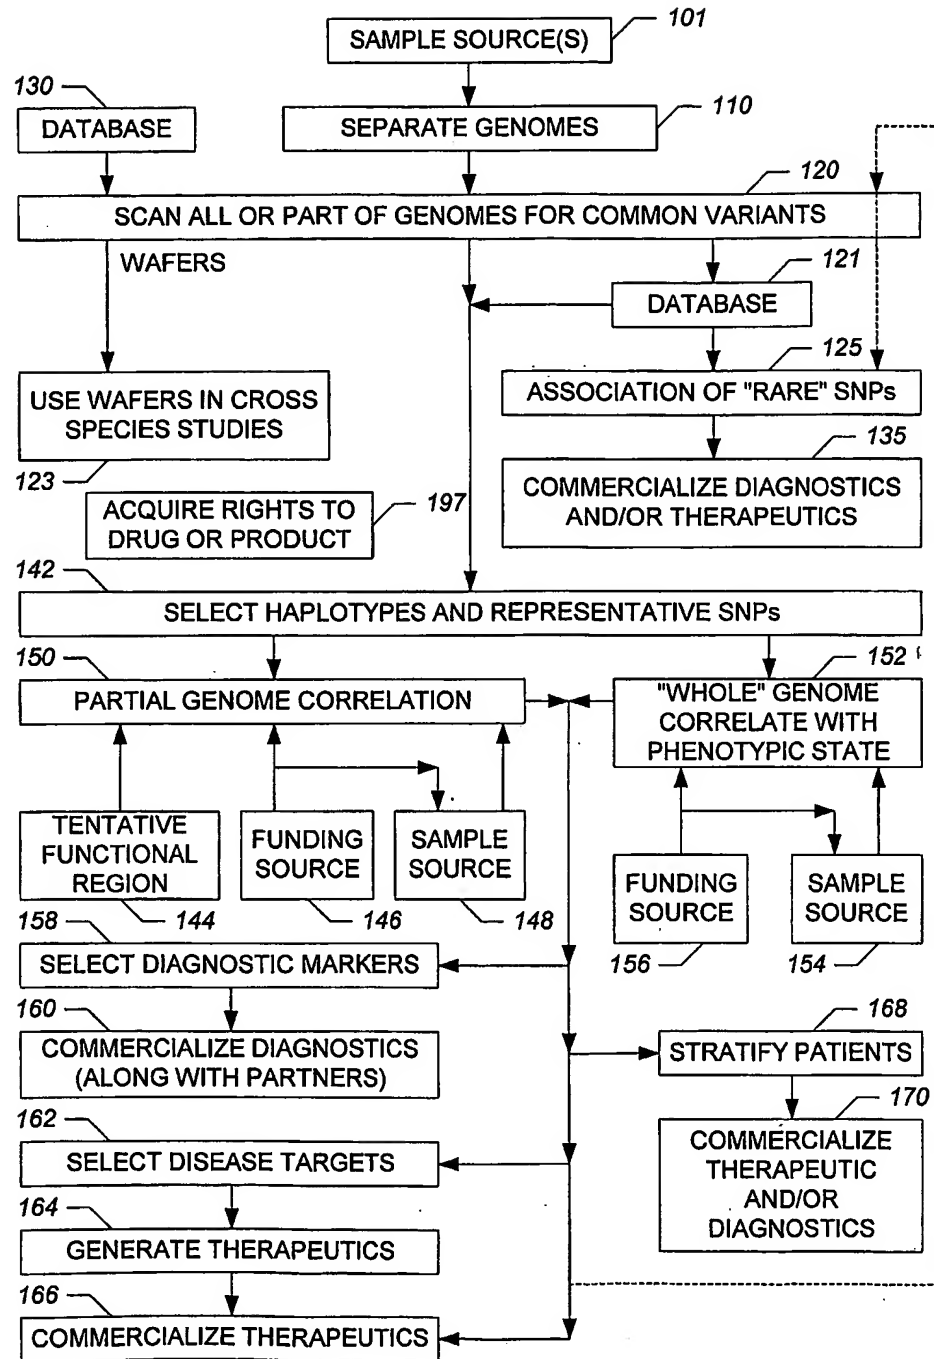 101
SAMPLE SOURCE(S)
130
110
DATABASE
SEPARATE GENOMES
120
SCAN ALL OR PART OF GENOMES FOR COMMON VARIANTS
WAFERS
121
DATABASE
125
ASSOCIATION OF "RARE" SNPs
USE WAFERS IN CROSS
SPECIES STUDIES
123
135
COMMERCIALIZE DIAGNOSTICS
AND/OR THERAPEUTICS
197
ACQUIRE RIGHTS TO
DRUG OR PRODUCT
142
SELECT HAPLOTYPES AND REPRESENTATIVE SNPs
150
PARTIAL GENOME CORRELATION
152
"WHOLE" GENOME
CORRELATE WITH
PHENOTYPIC STATE
TENTATIVE
FUNCTIONAL
REGION
144
FUNDING
SOURCE
146
SAMPLE
SOURCE
148
FUNDING
SOURCE
156
SAMPLE
SOURCE
154
158
SELECT DIAGNOSTIC MARKERS
160
COMMERCIALIZE DIAGNOSTICS
(ALONG WITH PARTNERS)
168
STRATIFY PATIENTS
170
COMMERCIALIZE
THERAPEUTIC
AND/OR
DIAGNOSTICS
162
SELECT DISEASE TARGETS
164
GENERATE THERAPEUTICS
166
COMMERCIALIZE THERAPEUTICS